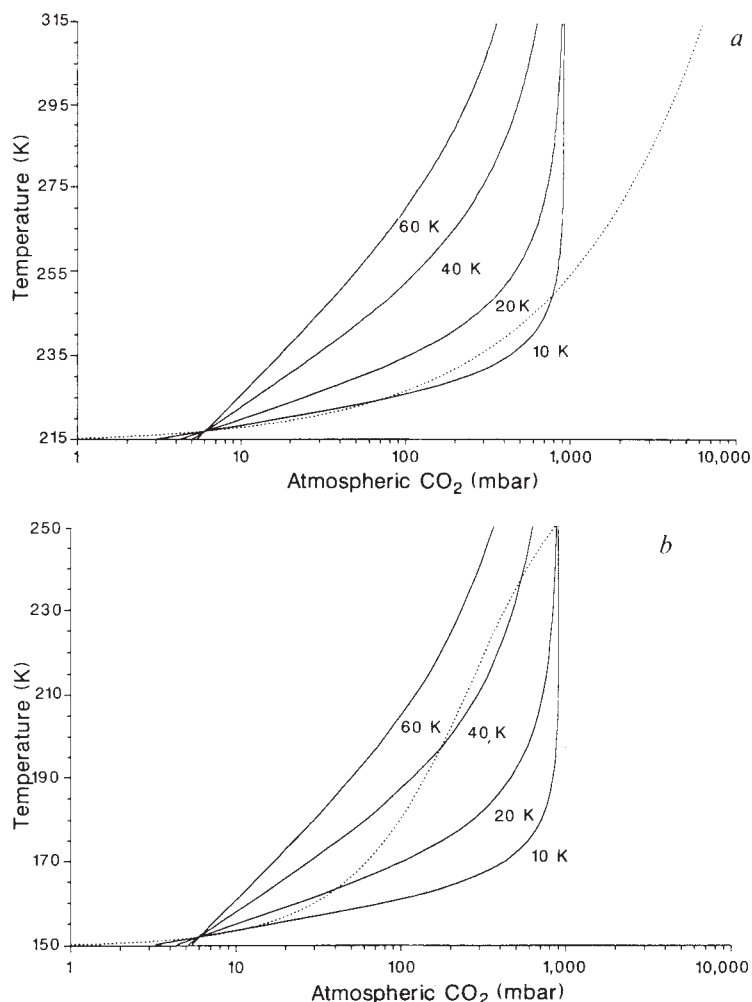 a
315
295
275
255
235
215
Temperature (K)
60 K
40 K
20 K
10 K
1
10
100
1,000
10,000
Atmospheric CO₂ (mbar)
b
250
230
210
190
170
150
Temperature (K)
60 K
40 K
20 K
10 K
1
10
100
1,000
10,000
Atmospheric CO₂ (mbar)